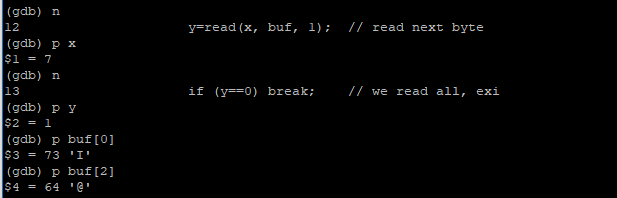 (gdb) n
12 y=read(x, buf, 1); // read next byte
(gdb) p x
$1 = 7
(gdb) n
13 if (y==0) break; // we read all, exi
(gdb) p y
$2 = 1
(gdb) p buf[0]
$3 = 73 'I'
(gdb) p buf[2]
$4 = 64 '@'